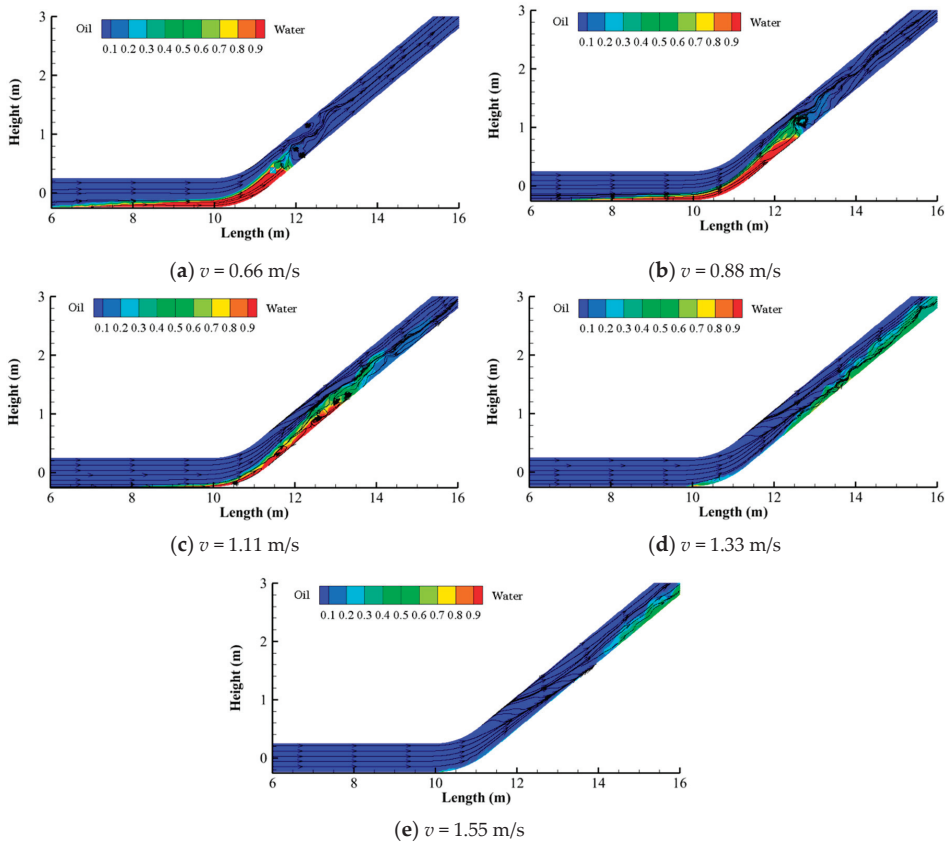 3
2
1
0
Height (m)
Oil
Water
0.1 0.2 0.3 0.4 0.5 0.6 0.7 0.8 0.9
6 8 10 12 14 16
Length (m)
(a) v = 0.66 m/s
3
2
1
0
Height (m)
Oil
Water
0.1 0.2 0.3 0.4 0.5 0.6 0.7 0.8 0.9
6 8 10 12 14 16
Length (m)
(b) v = 0.88 m/s
3
2
1
0
Height (m)
Oil
Water
0.1 0.2 0.3 0.4 0.5 0.6 0.7 0.8 0.9
6 8 10 12 14 16
Length (m)
(c) v = 1.11 m/s
3
2
1
0
Height (m)
Oil
Water
0.1 0.2 0.3 0.4 0.5 0.6 0.7 0.8 0.9
6 8 10 12 14 16
Length (m)
(d) v = 1.33 m/s
3
2
1
0
Height (m)
Oil
Water
0.1 0.2 0.3 0.4 0.5 0.6 0.7 0.8 0.9
6 8 10 12 14 16
Length (m)
(e) v = 1.55 m/s